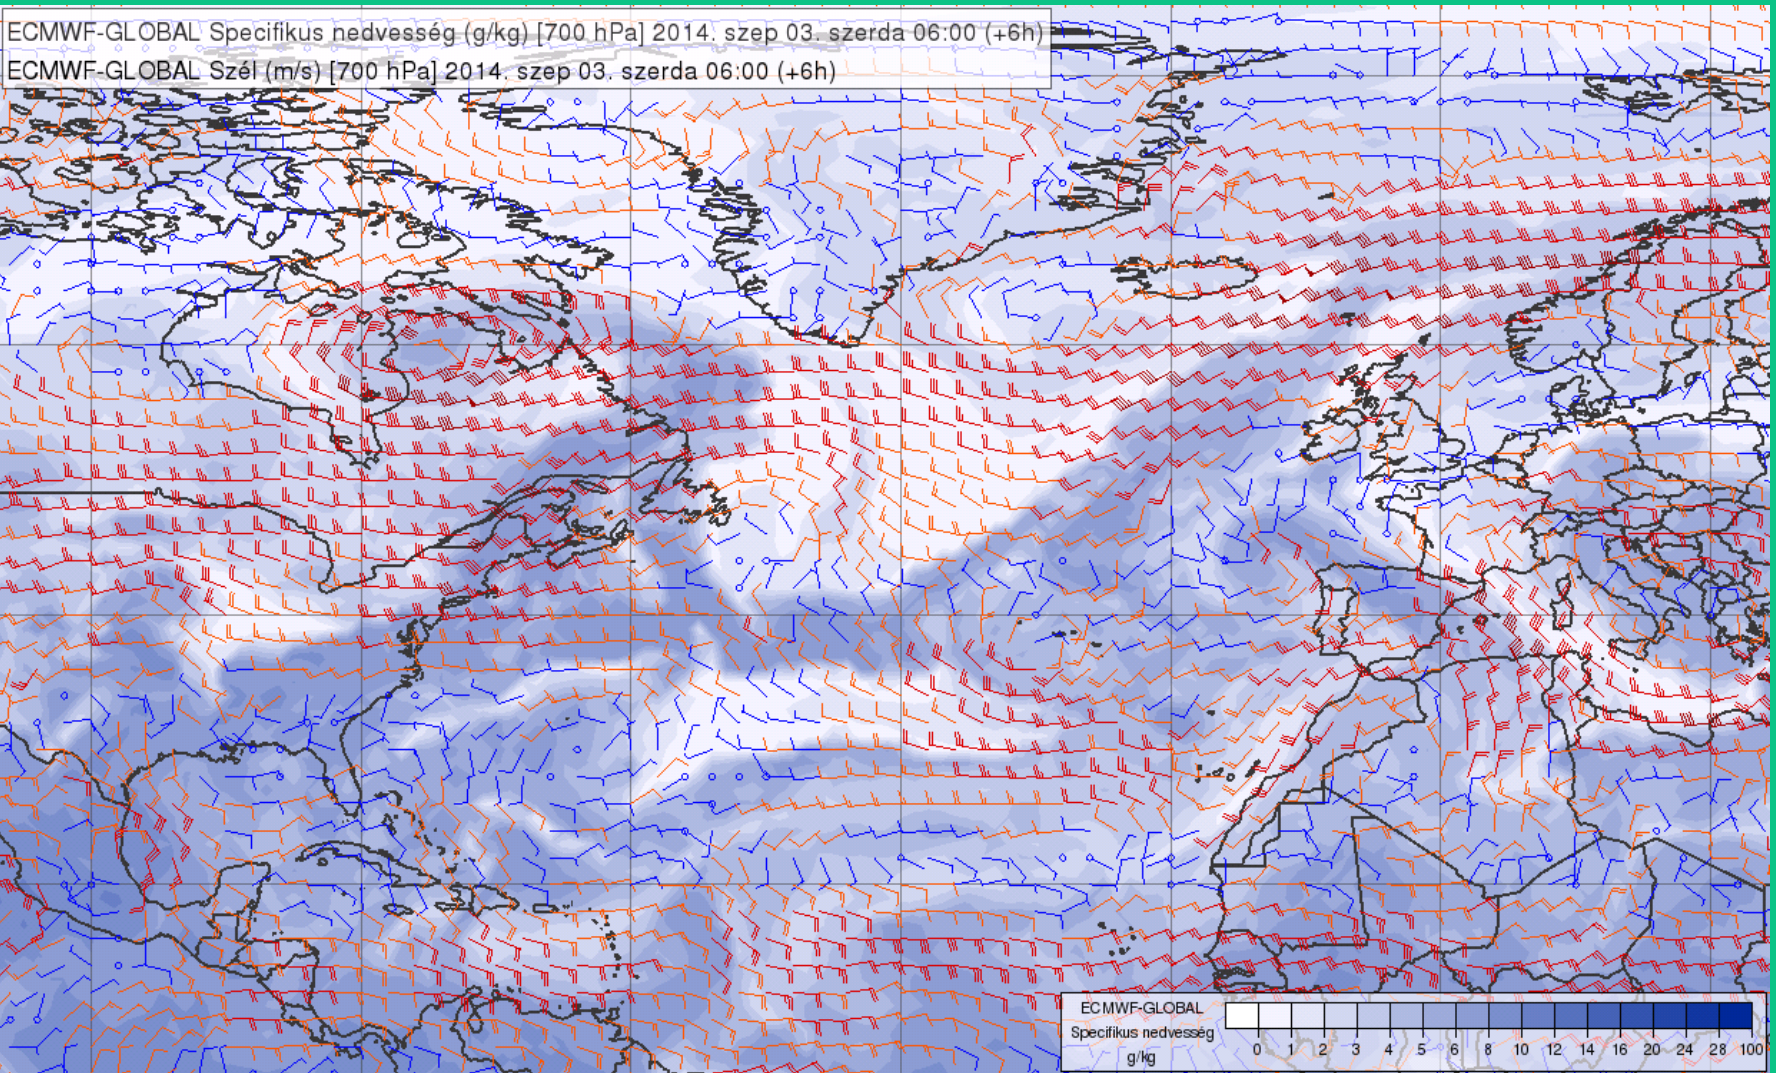 ECMWF-GLOBAL Specifikus nedvesség (g/kg) [700 hPa] 2014. szep 03. szerda 06:00 (+6h)
ECMWF-GLOBAL Szél (m/s) [700 hPa] 2014. szep 03. szerda 06:00 (+6h)
ECMWF-GLOBAL
Specifikus nedvesség
g/kg
0 1 2 3 4 5 6 8 10 12 14 16 20 24 28 100